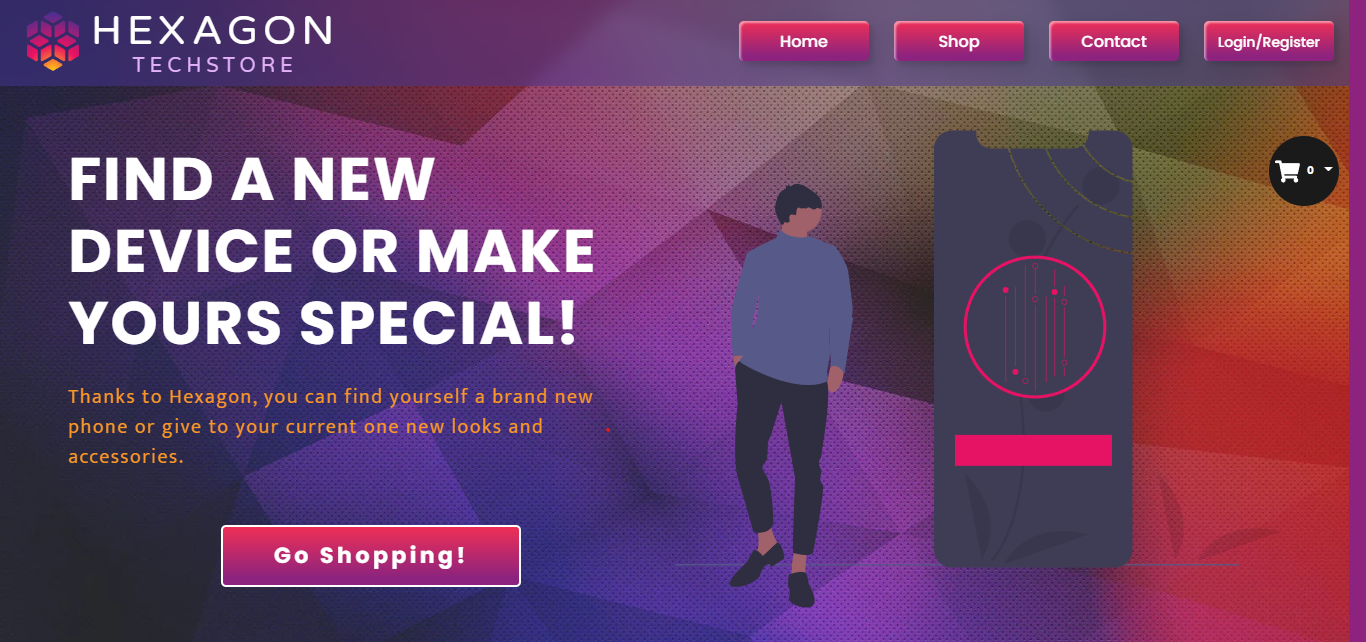 HEXAGON
TECHSTORE
Home
Shop
Contact
Login/Register
0
FIND A NEW
DEVICE OR MAKE
YOURS SPECIAL!
Thanks to Hexagon, you can find yourself a brand new
phone or give to your current one new looks and
accessories.
Go Shopping!